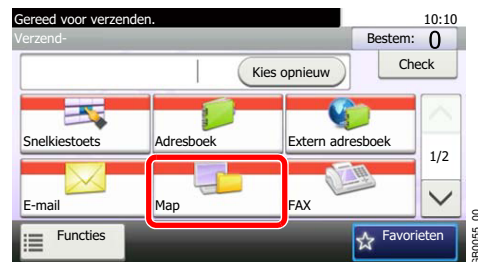 Gereed voor verzenden. 10:10
Verzend- Bestem: 0
Kies opnieuw Check
Snelkiestoets Adresboek Extern adresboek
1/2
E-mail Map FAX
Functies Favorieten
GB0055_00